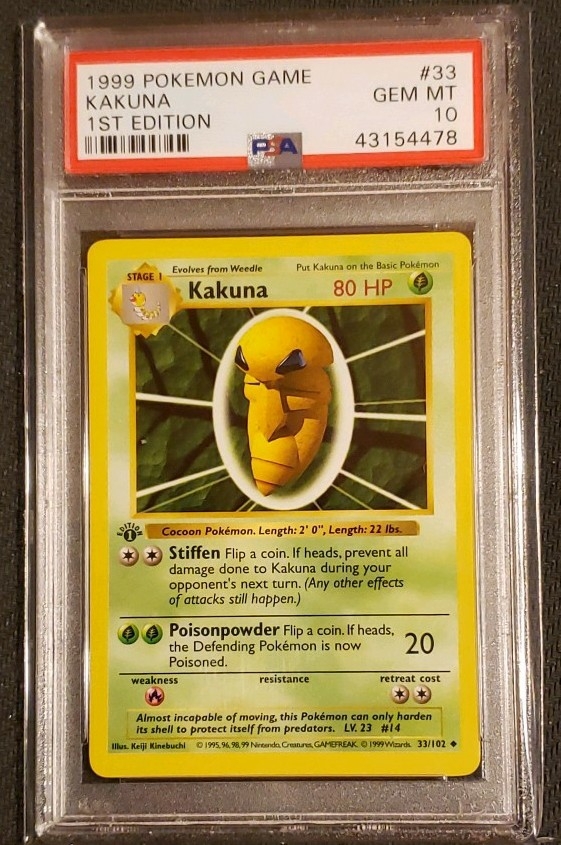 1999 POKEMON GAME #33
KAKUNA GEM MT
1ST EDITION 10
PSA 43154478
STAGE 1 Evolves from Weedle Put Kakuna on the Basic Pokémon
Kakuna 80 HP
EDITION 1
Cocoon Pokémon. Length: 2' 0", Length: 22 lbs.
Stiffen Flip a coin. If heads, prevent all
damage done to Kakuna during your
opponent's next turn. (Any other effects
of attacks still happen.)
Poisonpowder Flip a coin. If heads, 20
the Defending Pokémon is now
Poisoned.
weakness resistance retreat cost
Almost incapable of moving, this Pokémon can only harden
its shell to protect itself from predators. LV. 23 #14
Illus. Keiji Kinebuchi © 1995, 96, 98, 99 Nintendo, Creatures, GAMEFREAK. © 1999 Wizards. 33/102